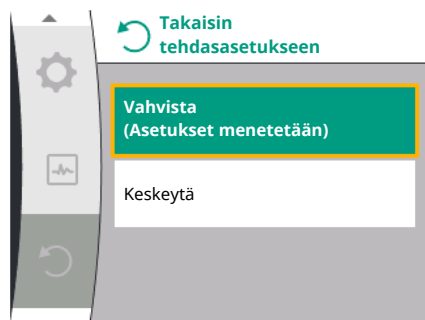 Takaisin
tehdasasetukseen
Vahvista
(Asetukset menetetään)
Keskeytä